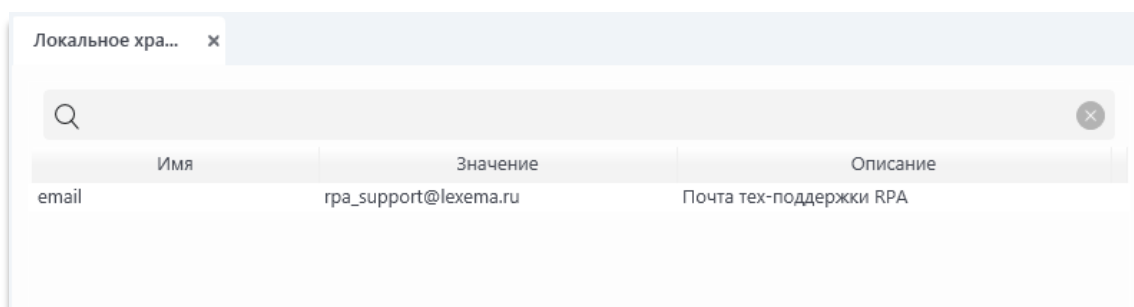 Локальное хра...
Имя Значение Описание
email rpa_support@lexema.ru Почта тех-поддержки RPA